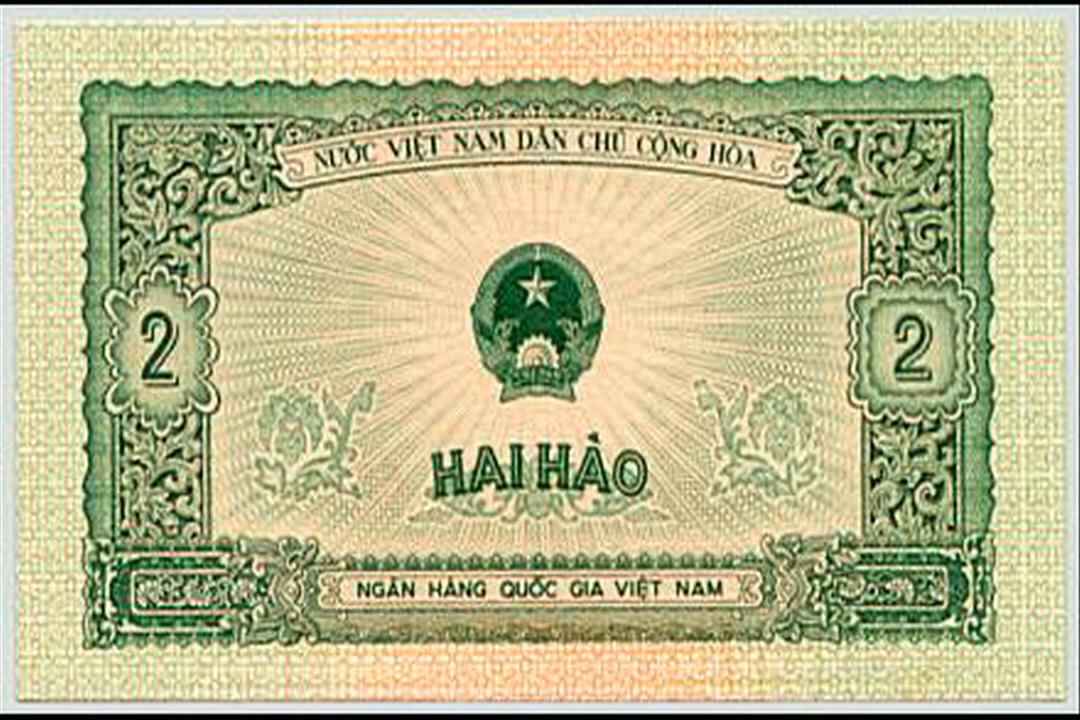 NƯỚC VIỆT NAM DÂN CHỦ CỘNG HÒA
2
2
HAI HÀO
NGÂN HÀNG QUỐC GIA VIỆT NAM